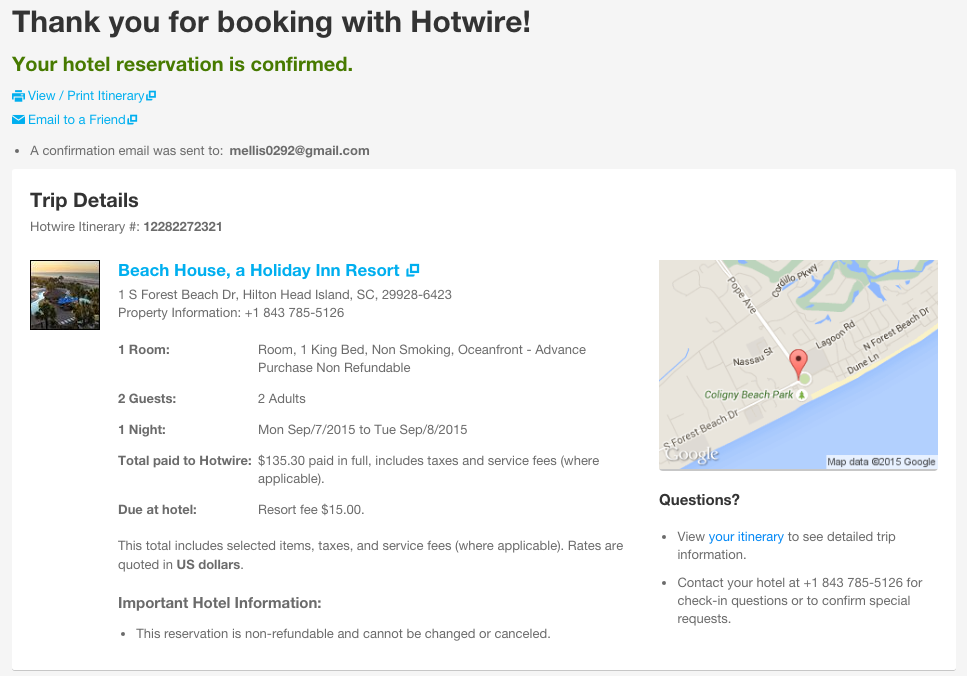 Thank you for booking with Hotwire!
Your hotel reservation is confirmed.
View / Print Itinerary
Email to a Friend
• A confirmation email was sent to: mellis0292@gmail.com
Trip Details
Hotwire Itinerary #: 12282272321
Beach House, a Holiday Inn Resort
1 S Forest Beach Dr, Hilton Head Island, SC, 29928-6423
Property Information: +1 843 785-5126
1 Room: Room, 1 King Bed, Non Smoking, Oceanfront - Advance
Purchase Non Refundable
2 Guests: 2 Adults
1 Night: Mon Sep/7/2015 to Tue Sep/8/2015
Total paid to Hotwire: $135.30 paid in full, includes taxes and service fees (where
applicable).
Due at hotel: Resort fee $15.00.
This total includes selected items, taxes, and service fees (where applicable). Rates are
quoted in US dollars.
Important Hotel Information:
• This reservation is non-refundable and cannot be changed or canceled.
Cordillo Pkwy
Pope Ave
Lagoon Rd
N Forest Beach Dr
Nassau St
Dune Ln
Coligny Beach Park
S Forest Beach Dr
Google
Map data ©2015 Google
Questions?
• View your itinerary to see detailed trip
information.
• Contact your hotel at +1 843 785-5126 for
check-in questions or to confirm special
requests.